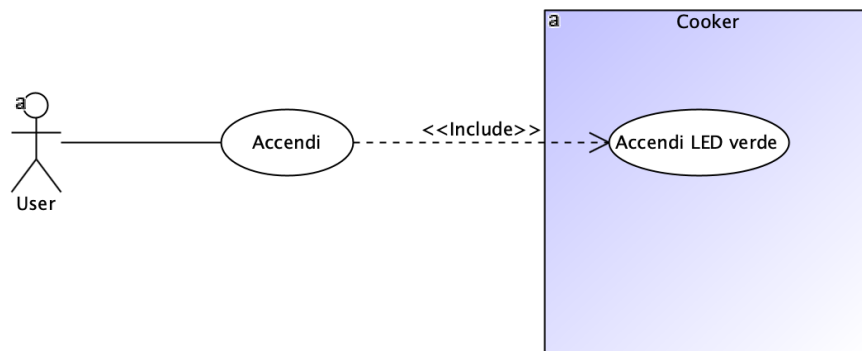 a
Cooker
a
User
Accendi
<<Include>>
Accendi LED verde